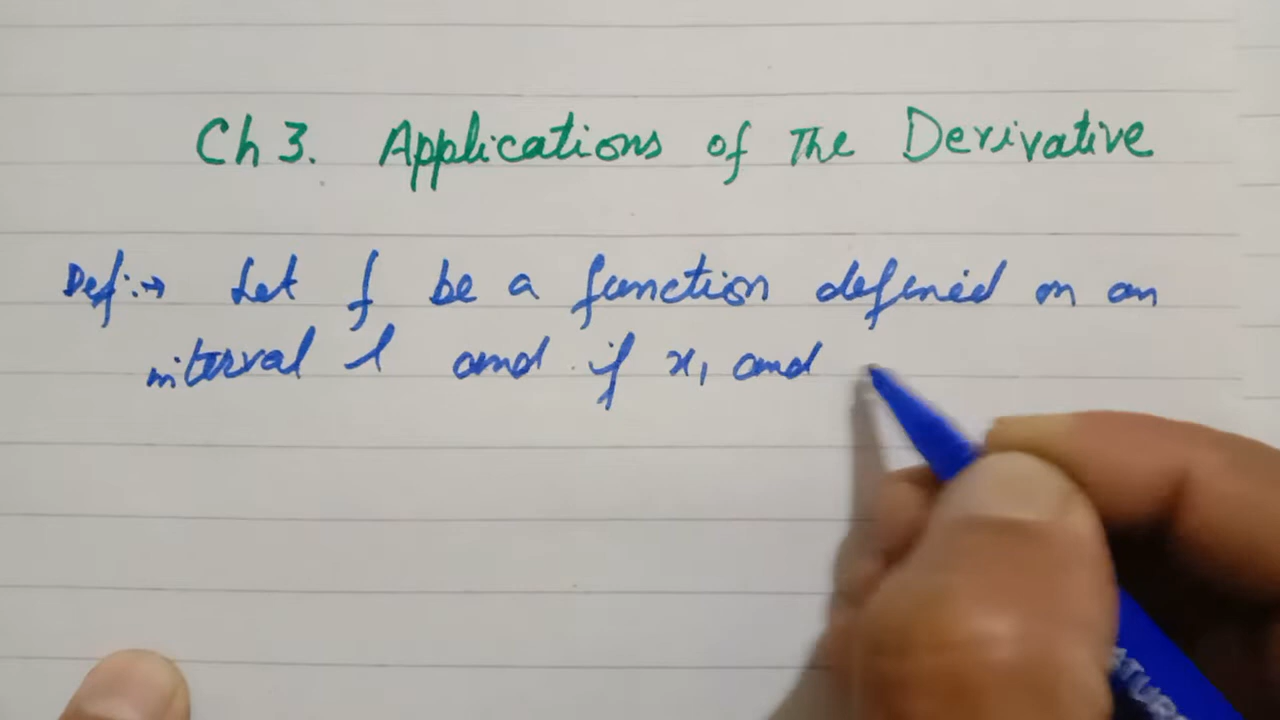 Ch 3. Applications of The Derivative
Def:→ Let f be a function defined on an
interval I and if x₁ and